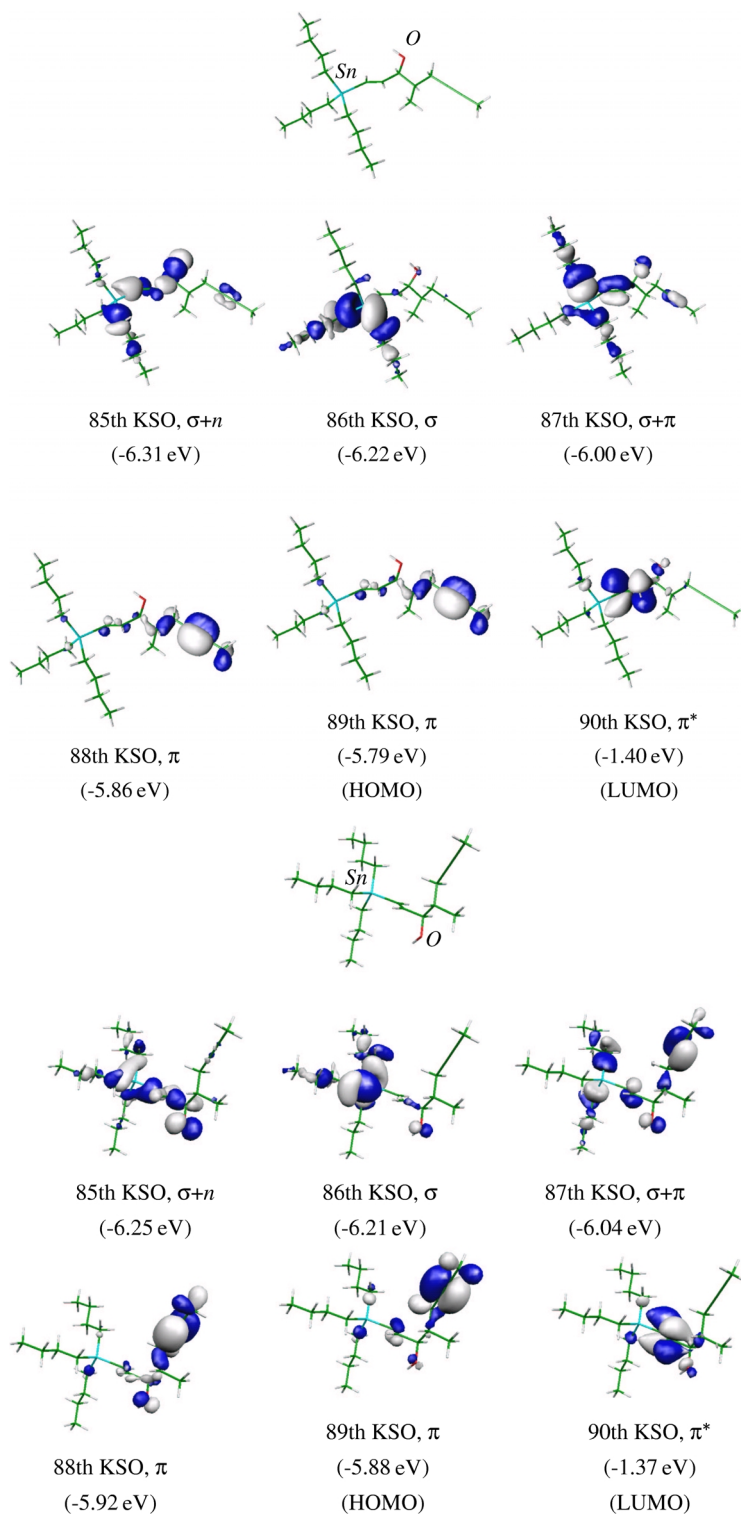 O
Sn
85th KSO, σ+n
86th KSO, σ
87th KSO, σ+π
(-6.31 eV)
(-6.22 eV)
(-6.00 eV)
88th KSO, π
(-5.86 eV)
89th KSO, π
(-5.79 eV)
(HOMO)
90th KSO, π*
(-1.40 eV)
(LUMO)
Sn
O
85th KSO, σ+n
86th KSO, σ
87th KSO, σ+π
(-6.25 eV)
(-6.21 eV)
(-6.04 eV)
88th KSO, π
(-5.92 eV)
89th KSO, π
(-5.88 eV)
(HOMO)
90th KSO, π*
(-1.37 eV)
(LUMO)